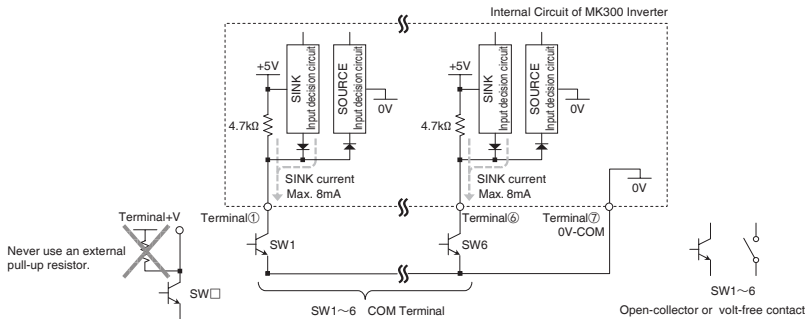 Internal Circuit of MK300 Inverter
+5V
SINK
Input decision circuit
SOURCE
Input decision circuit
0V
4.7kΩ
SINK current
Max. 8mA
+5V
SINK
Input decision circuit
SOURCE
Input decision circuit
0V
4.7kΩ
SINK current
Max. 8mA
0V
Terminal①
Terminal⑥
Terminal⑦
0V-COM
Terminal+V
Never use an external
pull-up resistor.
SW□
SW1
SW6
SW1～6 COM Terminal
SW1～6
Open-collector or volt-free contact